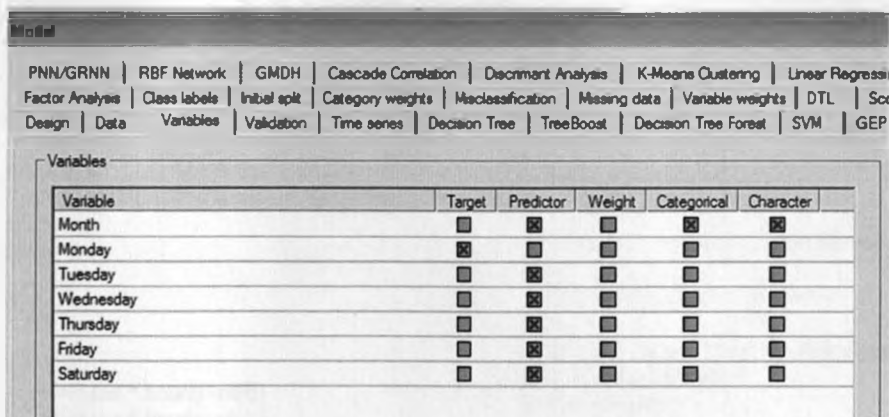 Model
PNN/GRNN RBF Network GMDH Cascade Correlation Discrimant Analysis K-Means Clustering Linear Regressi
Factor Analysis Class labels Initial split Category weights Misclassification Missing data Variable weights DTL Sco
Design Data Variables Validation Time series Decision Tree TreeBoost Decision Tree Forest SVM GEP
Variables
Variable Target Predictor Weight Categorical Character
Month
Monday
Tuesday
Wednesday
Thursday
Friday
Saturday